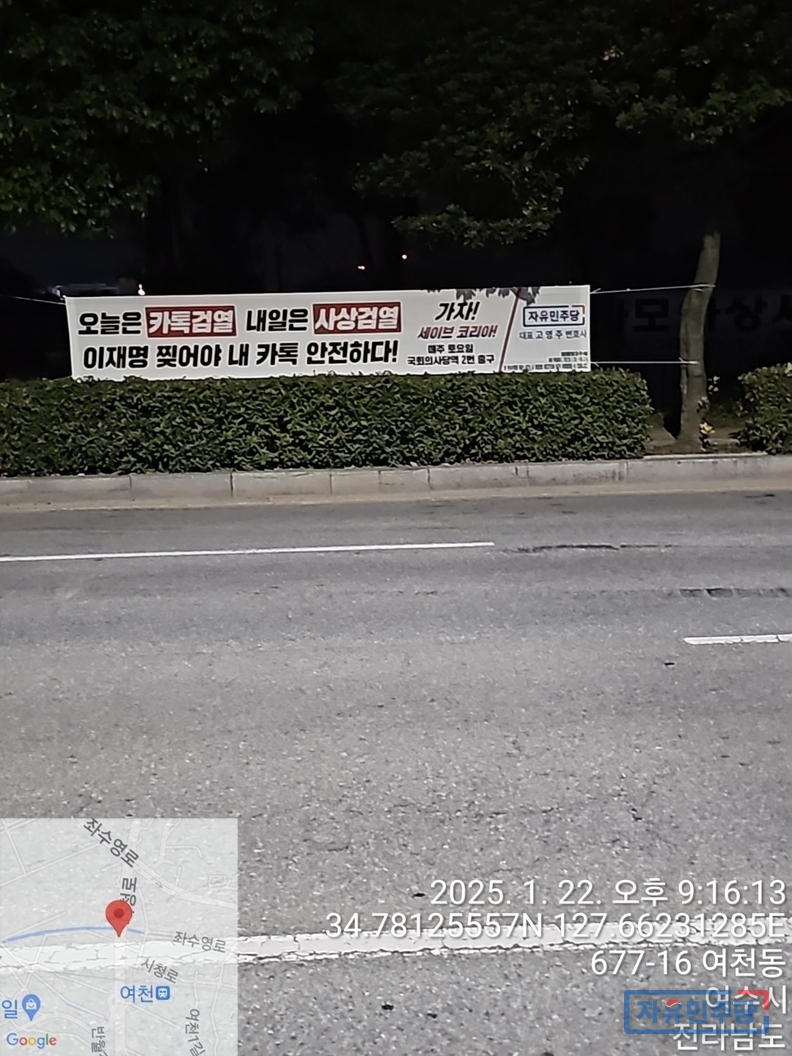 오늘은 카톡검열 내일은 사상검열
이재명 찢어야 내 카톡 안전하다!
가자!
세이브 코리아!
매주 토요일
국회의사당역 2번 출구
자유민주당
대표 고영주 변호사
좌수영로
좌수영로
시청로
여천
여천1길
일
Google
2025. 1. 22. 오후 9:16:13
34.78125557N 127.66231285E
677-16 여천동
여수시
전라남도
자유민주당